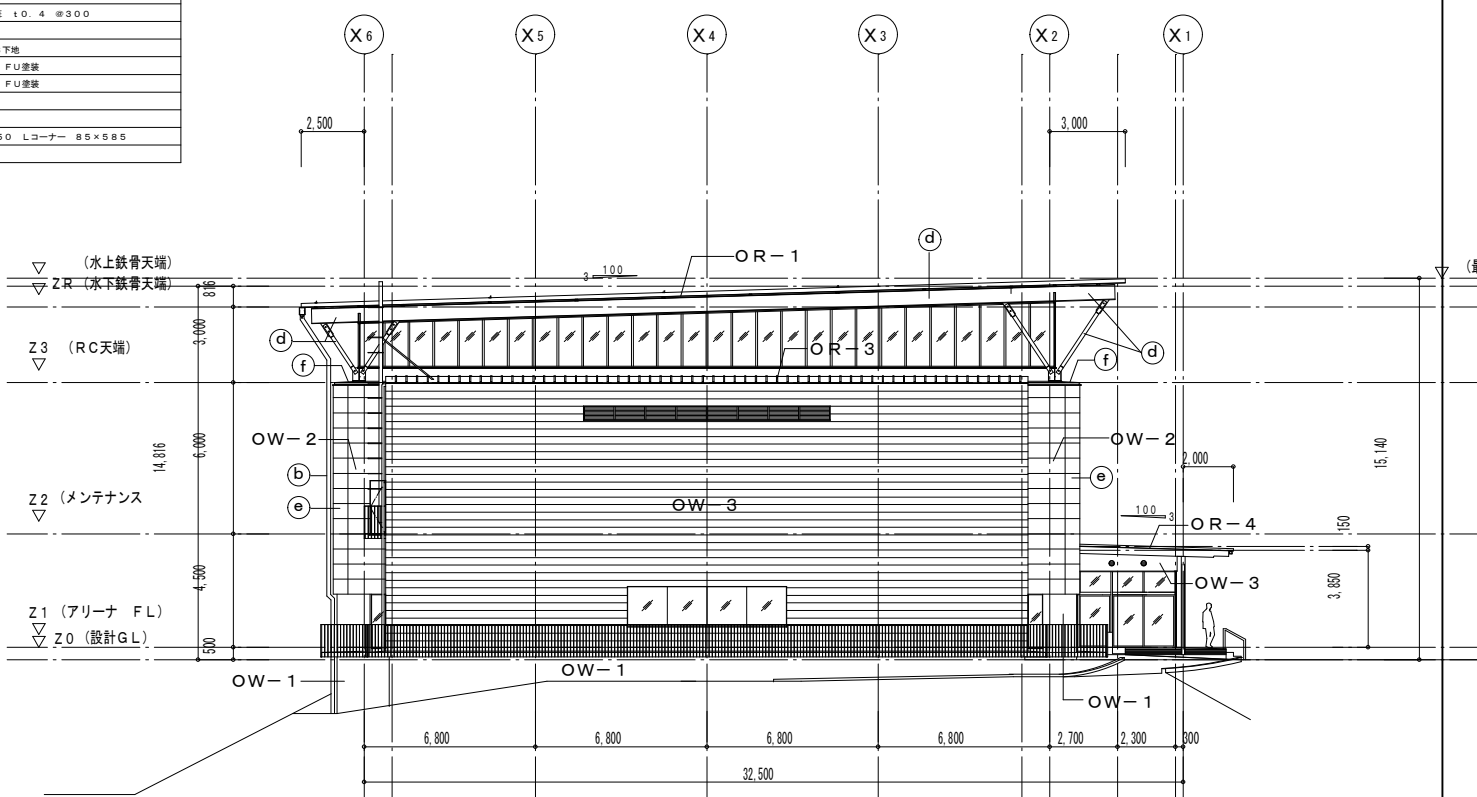 t0.4 @300
下地
FU塗装
FU塗装
50 Lコーナー 85×585
X6
X5
X4
X3
X2
X1
2,500
3,000
(水上鉄骨天端)
ZR (水下鉄骨天端)
Z3 (RC天端)
Z2 (メンテナンス
Z1 (アリーナ FL)
Z0 (設計GL)
816
3,000
6,000
14,816
4,500
500
3
100
OR-1
d
OR-3
d
f
d
f
OW-2
b
e
OW-3
OW-2
e
2,000
100
3
OR-4
OW-3
150
3,850
15,140
OW-1
OW-1
OW-1
6,800
6,800
6,800
6,800
2,700
2,300
300
32,500